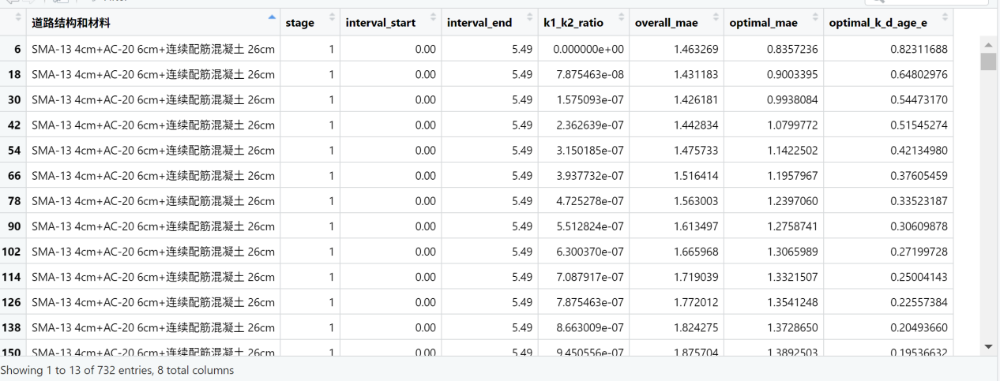 道路结构和材料 stage interval_start interval_end k1_k2_ratio overall_mae optimal_mae optimal_k_d_age_e
6 SMA-13 4cm+AC-20 6cm+连续配筋混凝土 26cm 1 0.00 5.49 0.000000e+00 1.463269 0.8357236 0.82311688
18 SMA-13 4cm+AC-20 6cm+连续配筋混凝土 26cm 1 0.00 5.49 7.875463e-08 1.431183 0.9003395 0.64802976
30 SMA-13 4cm+AC-20 6cm+连续配筋混凝土 26cm 1 0.00 5.49 1.575093e-07 1.426181 0.9938084 0.54473170
42 SMA-13 4cm+AC-20 6cm+连续配筋混凝土 26cm 1 0.00 5.49 2.362639e-07 1.442834 1.0799772 0.51545274
54 SMA-13 4cm+AC-20 6cm+连续配筋混凝土 26cm 1 0.00 5.49 3.150185e-07 1.475733 1.1422502 0.42134980
66 SMA-13 4cm+AC-20 6cm+连续配筋混凝土 26cm 1 0.00 5.49 3.937732e-07 1.516414 1.1957967 0.37605459
78 SMA-13 4cm+AC-20 6cm+连续配筋混凝土 26cm 1 0.00 5.49 4.725278e-07 1.563003 1.2397060 0.33523187
90 SMA-13 4cm+AC-20 6cm+连续配筋混凝土 26cm 1 0.00 5.49 5.512824e-07 1.613497 1.2758741 0.30609878
102 SMA-13 4cm+AC-20 6cm+连续配筋混凝土 26cm 1 0.00 5.49 6.300370e-07 1.665968 1.3065989 0.27199728
114 SMA-13 4cm+AC-20 6cm+连续配筋混凝土 26cm 1 0.00 5.49 7.087917e-07 1.719039 1.3321507 0.25004143
126 SMA-13 4cm+AC-20 6cm+连续配筋混凝土 26cm 1 0.00 5.49 7.875463e-07 1.772012 1.3541248 0.22557384
138 SMA-13 4cm+AC-20 6cm+连续配筋混凝土 26cm 1 0.00 5.49 8.663009e-07 1.824275 1.3728650 0.20493660
150 SMA-13 4cm+AC-20 6cm+连续配筋混凝土 26cm 1 0.00 5.49 9.450556e-07 1.875704 1.3892503 0.19536632
Showing 1 to 13 of 732 entries, 8 total columns